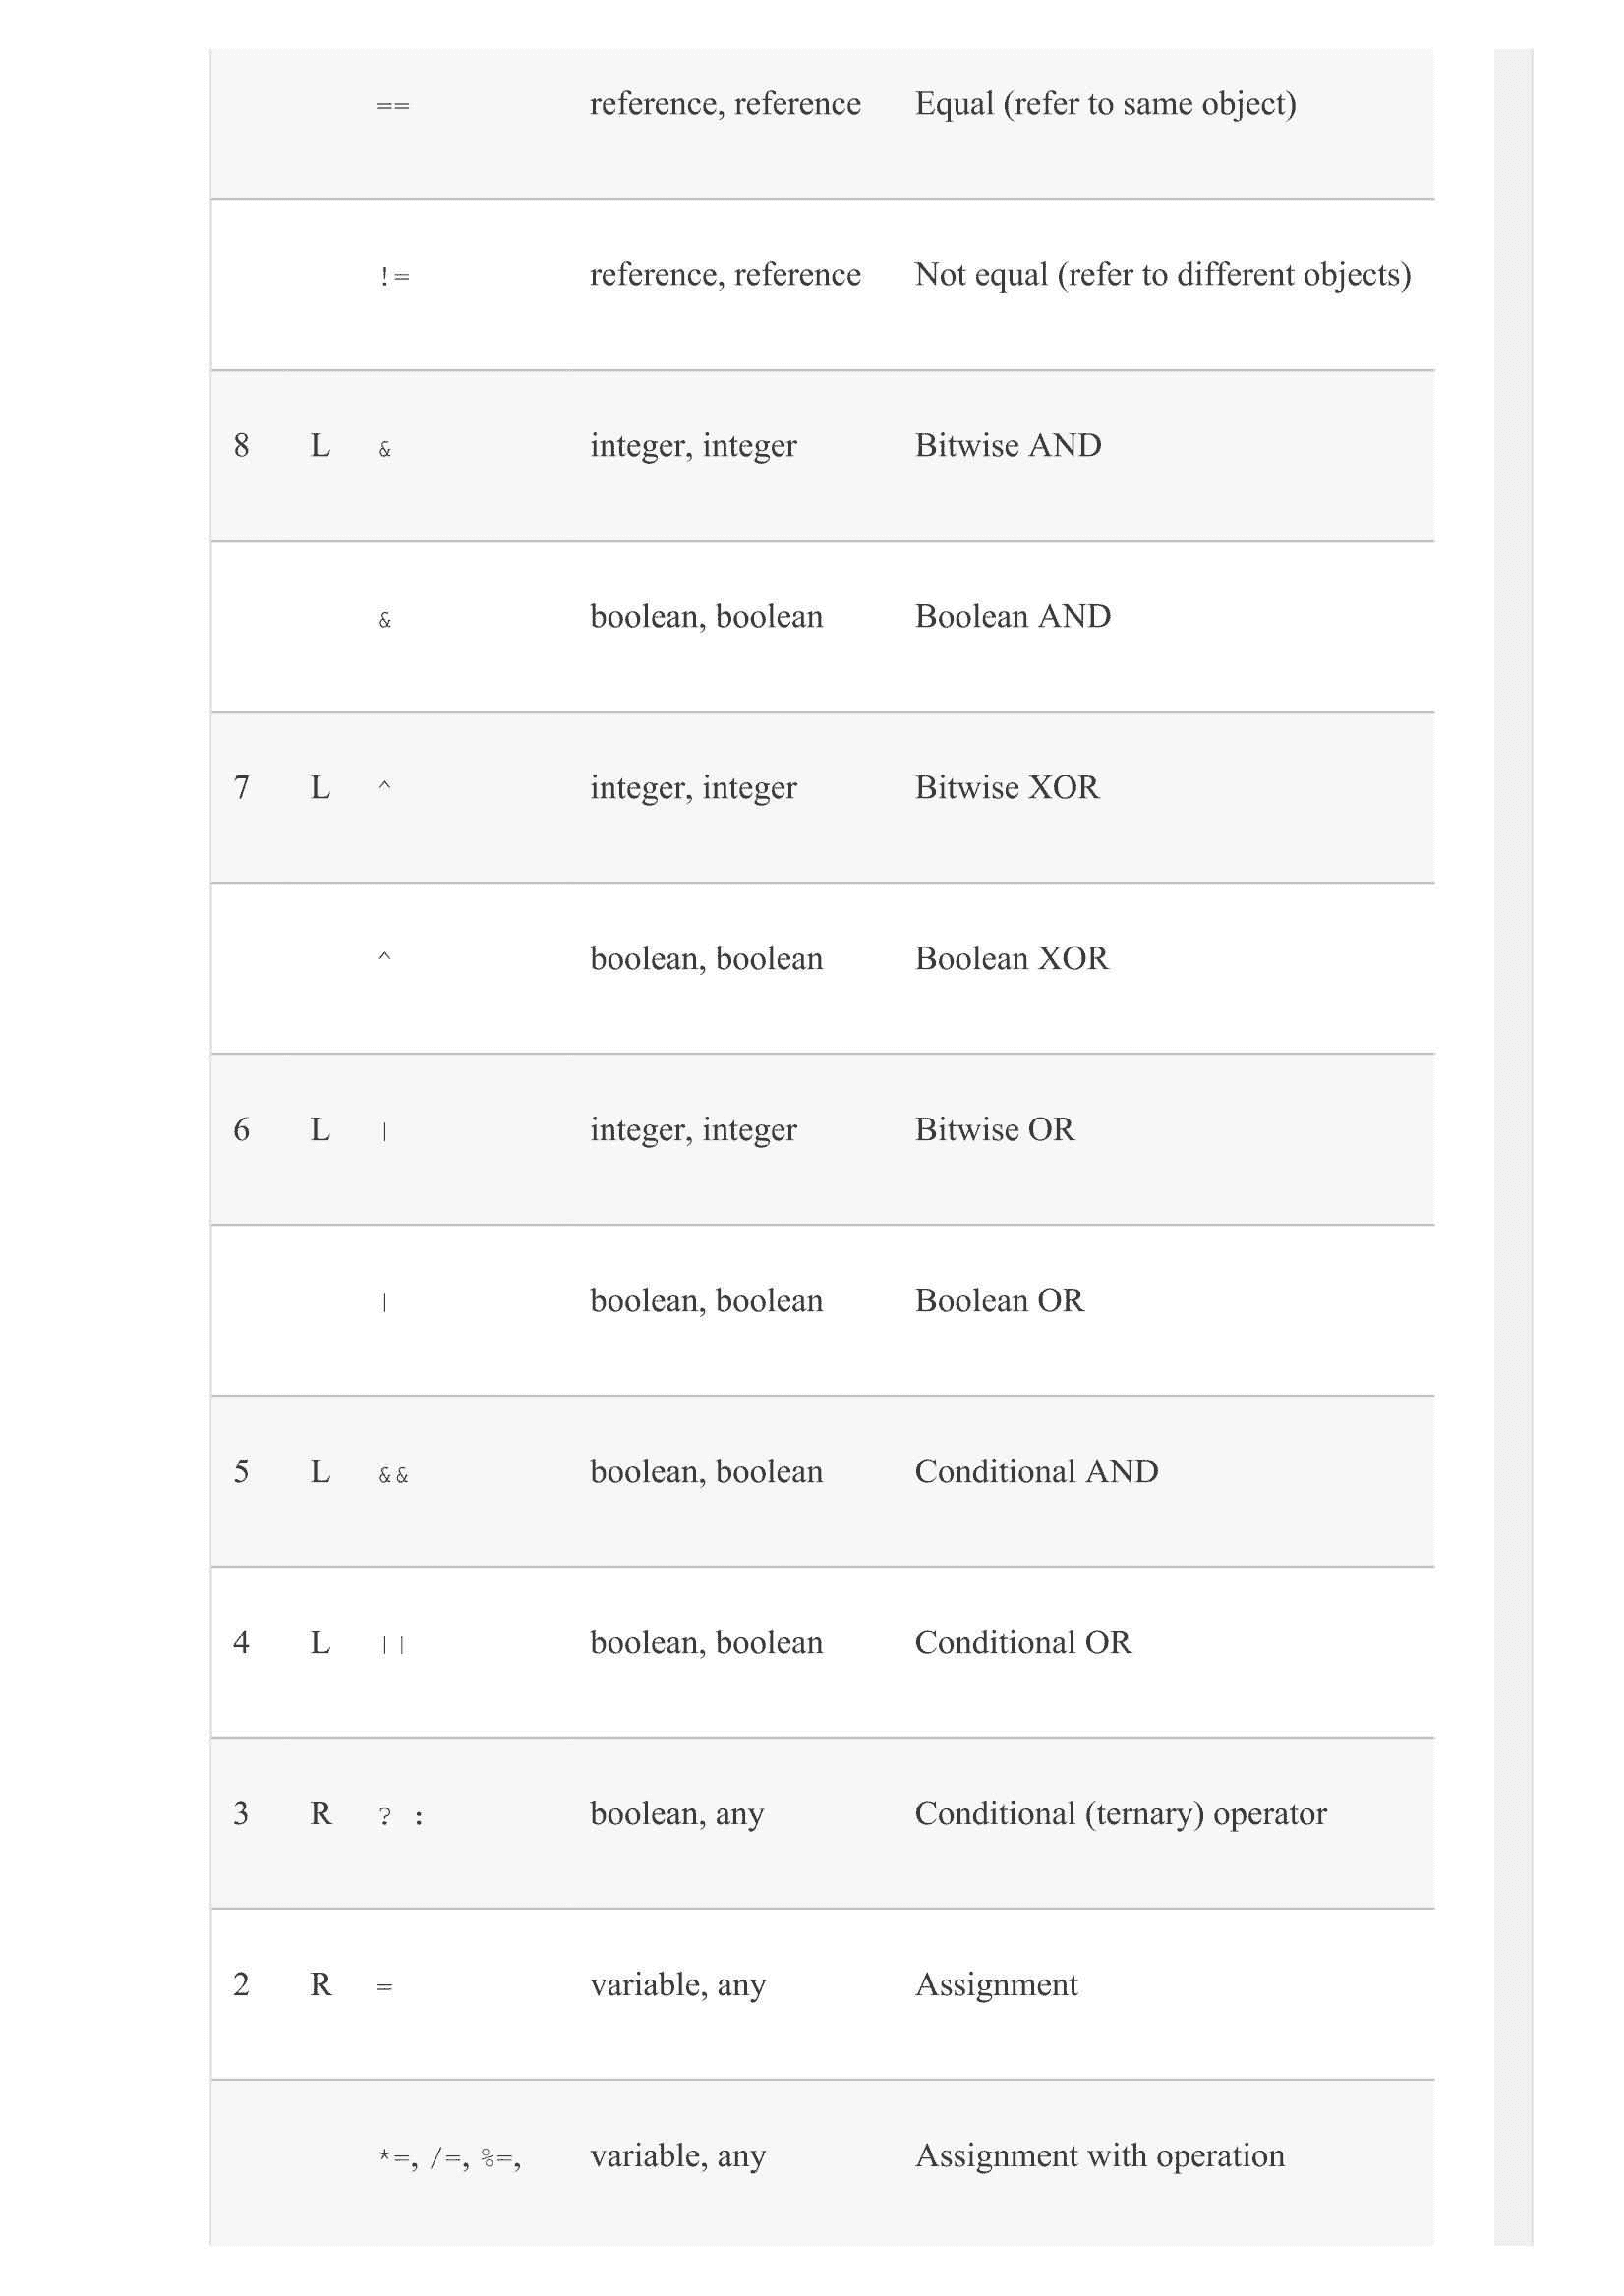 == reference, reference Equal (refer to same object)
!= reference, reference Not equal (refer to different objects)
8 L & integer, integer Bitwise AND
& boolean, boolean Boolean AND
7 L ^ integer, integer Bitwise XOR
^ boolean, boolean Boolean XOR
6 L | integer, integer Bitwise OR
| boolean, boolean Boolean OR
5 L && boolean, boolean Conditional AND
4 L || boolean, boolean Conditional OR
3 R ? : boolean, any Conditional (ternary) operator
2 R = variable, any Assignment
*=, /=, %=, variable, any Assignment with operation